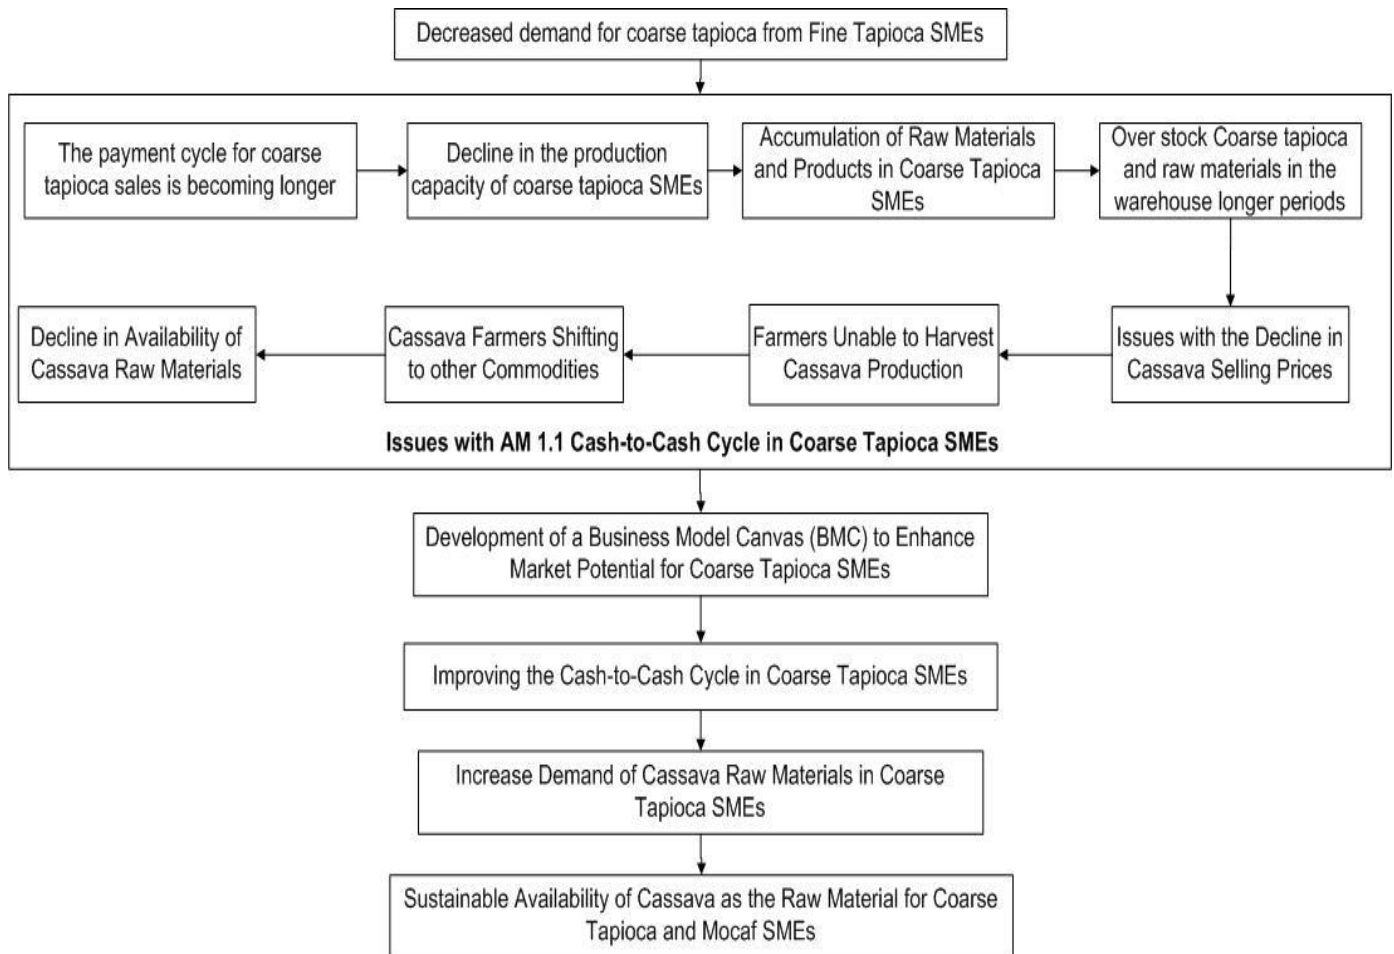 Decreased demand for coarse tapioca from Fine Tapioca SMEs
The payment cycle for coarse
tapioca sales is becoming longer
Decline in the production
capacity of coarse tapioca SMEs
Accumulation of Raw Materials
and Products in Coarse Tapioca
SMEs
Over stock Coarse tapioca
and raw materials in the
warehouse longer periods
Issues with the Decline in
Cassava Selling Prices
Farmers Unable to Harvest
Cassava Production
Cassava Farmers Shifting
to other Commodities
Decline in Availability of
Cassava Raw Materials
Issues with AM 1.1 Cash-to-Cash Cycle in Coarse Tapioca SMEs
Development of a Business Model Canvas (BMC) to Enhance
Market Potential for Coarse Tapioca SMEs
Improving the Cash-to-Cash Cycle in Coarse Tapioca SMEs
Increase Demand of Cassava Raw Materials in Coarse
Tapioca SMEs
Sustainable Availability of Cassava as the Raw Material for Coarse
Tapioca and Mocaf SMEs